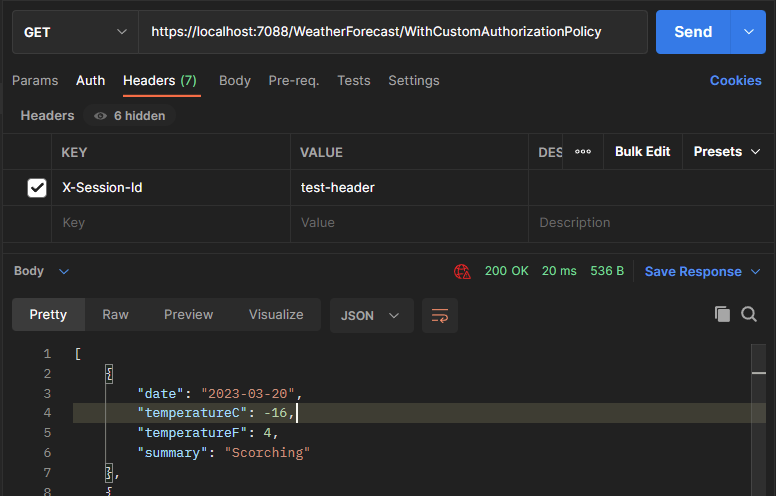 GET https://localhost:7088/WeatherForecast/WithCustomAuthorizationPolicy Send
Params Auth Headers (7) Body Pre-req. Tests Settings Cookies
Headers 6 hidden
KEY VALUE DES ooo Bulk Edit Presets
X-Session-Id test-header
Key Value Description
Body 200 OK 20 ms 536 B Save Response
Pretty Raw Preview Visualize JSON
1 [
2 {
3 "date": "2023-03-20",
4 "temperatureC": -16,
5 "temperatureF": 4,
6 "summary": "Scorching"
7 },
8 {